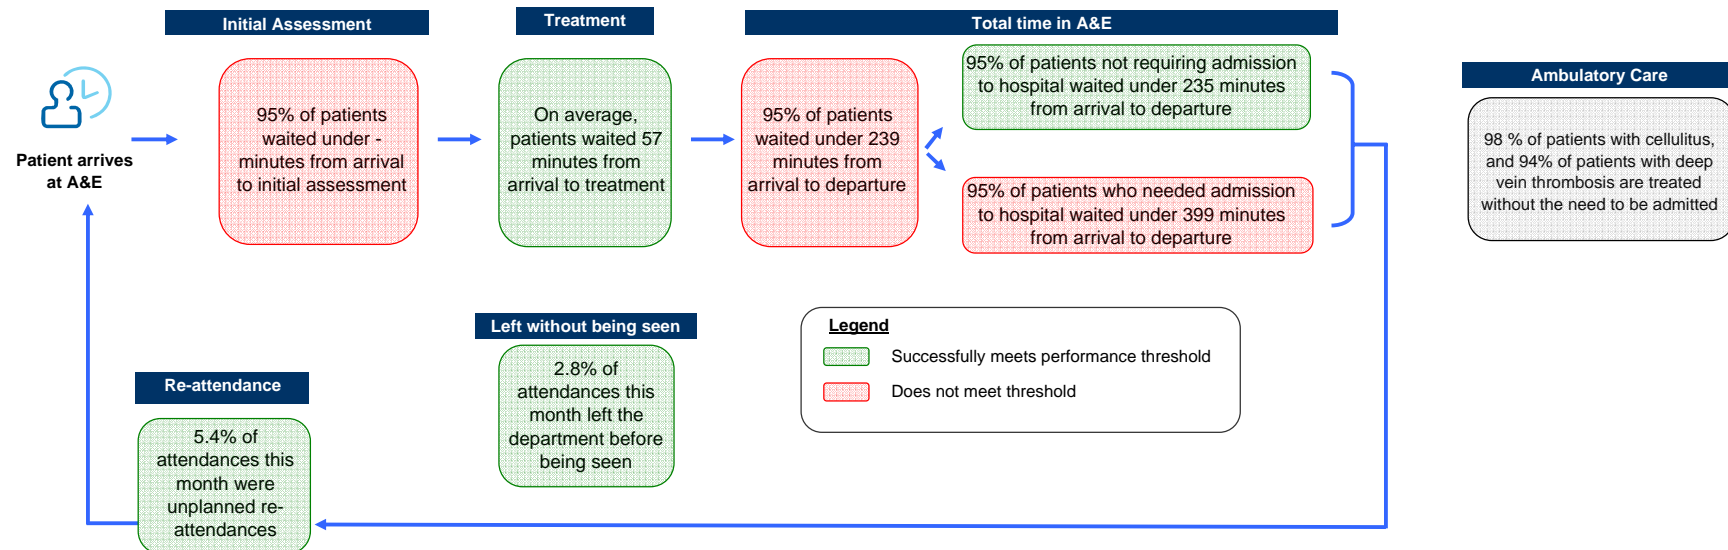 Initial Assessment
Treatment
Total time in A&E
Patient arrives
at A&E
95% of patients
waited under -
minutes from arrival
to initial assessment
On average,
patients waited 57
minutes from
arrival to treatment
95% of patients
waited under 239
minutes from
arrival to departure
95% of patients not requiring admission
to hospital waited under 235 minutes
from arrival to departure
95% of patients who needed admission
to hospital waited under 399 minutes
from arrival to departure
Ambulatory Care
98 % of patients with cellulitus,
and 94% of patients with deep
vein thrombosis are treated
without the need to be admitted
Left without being seen
2.8% of
attendances this
month left the
department before
being seen
Legend
Successfully meets performance threshold
Does not meet threshold
Re-attendance
5.4% of
attendances this
month were
unplanned re-
attendances